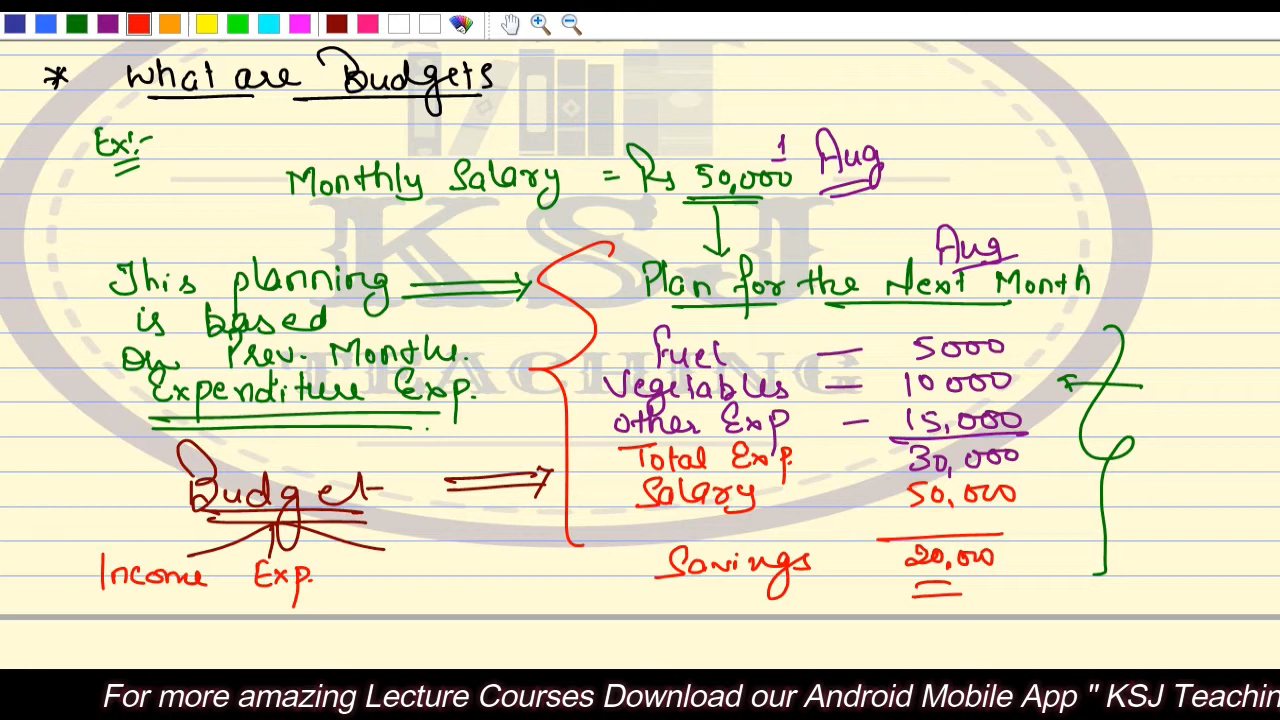 * What are Budgets
Ex:-
Monthly Salary = Rs 50,000 1 Aug
Aug
Plan for the Next Month
This planning
is based
on Prev. Months.
Expenditure Exp.
Fuel — 5000
Vegetables = 10000
Other Exp — 15,000
Total Exp. 30,000
Salary 50,000
Savings 20,000
Budget
Income Exp.
KSJ
TEACHING
For more amazing Lecture Courses Download our Android Mobile App " KSJ Teachin